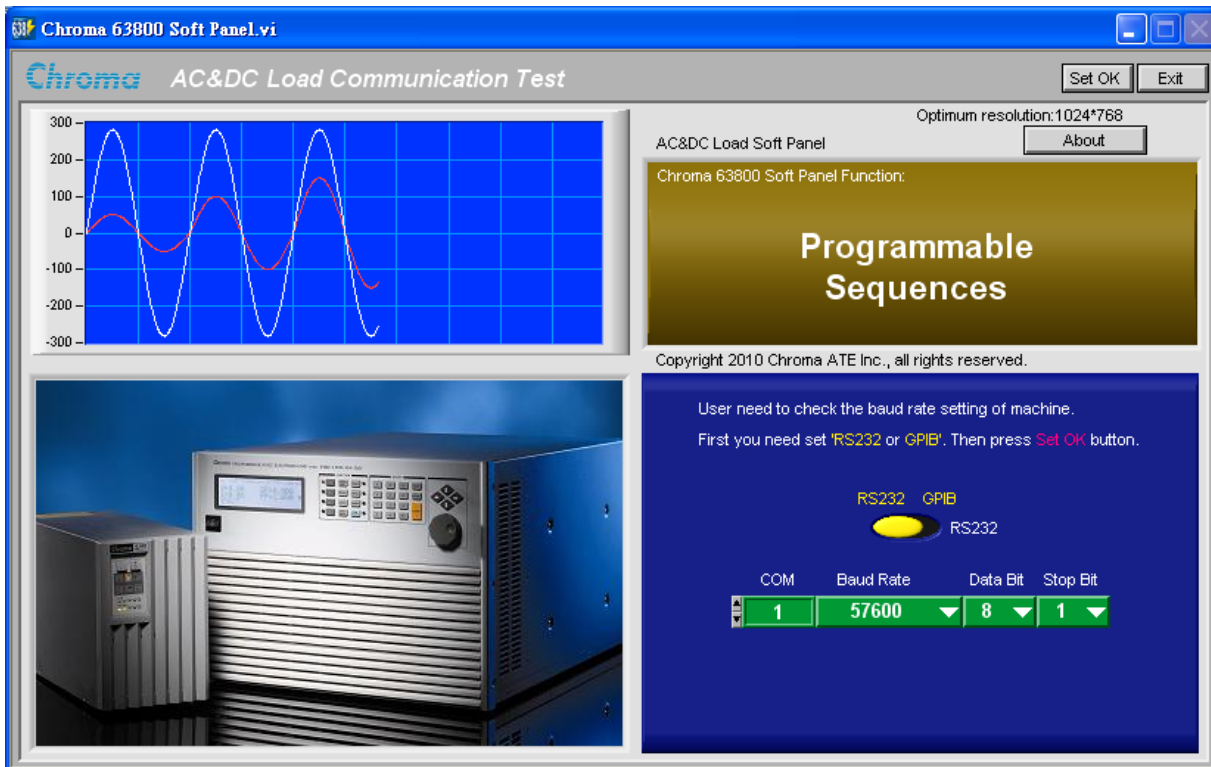 Chroma 63800 Soft Panel.vi
Chroma AC&DC Load Communication Test
Set OK Exit
300
200
100
0
-100
-200
-300
Optimum resolution:1024*768
AC&DC Load Soft Panel
About
Chroma 63800 Soft Panel Function:
Programmable
Sequences
Copyright 2010 Chroma ATE Inc., all rights reserved.
User need to check the baud rate setting of machine.
First you need set 'RS232 or GPIB'. Then press Set OK button.
RS232 GPIB
RS232
COM Baud Rate Data Bit Stop Bit
1 57600 8 1